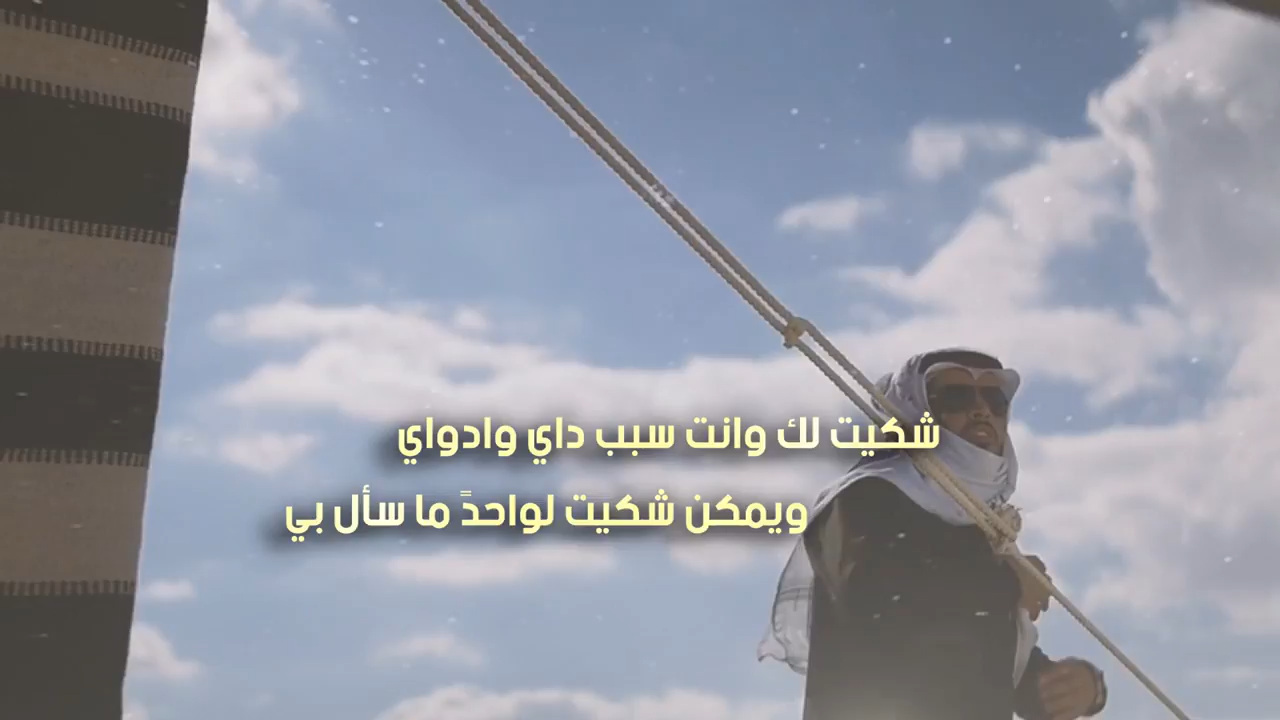 شكيت لك وانت سبب داي وادواي
ويمكن شكيت لواحدً ما سأل بي